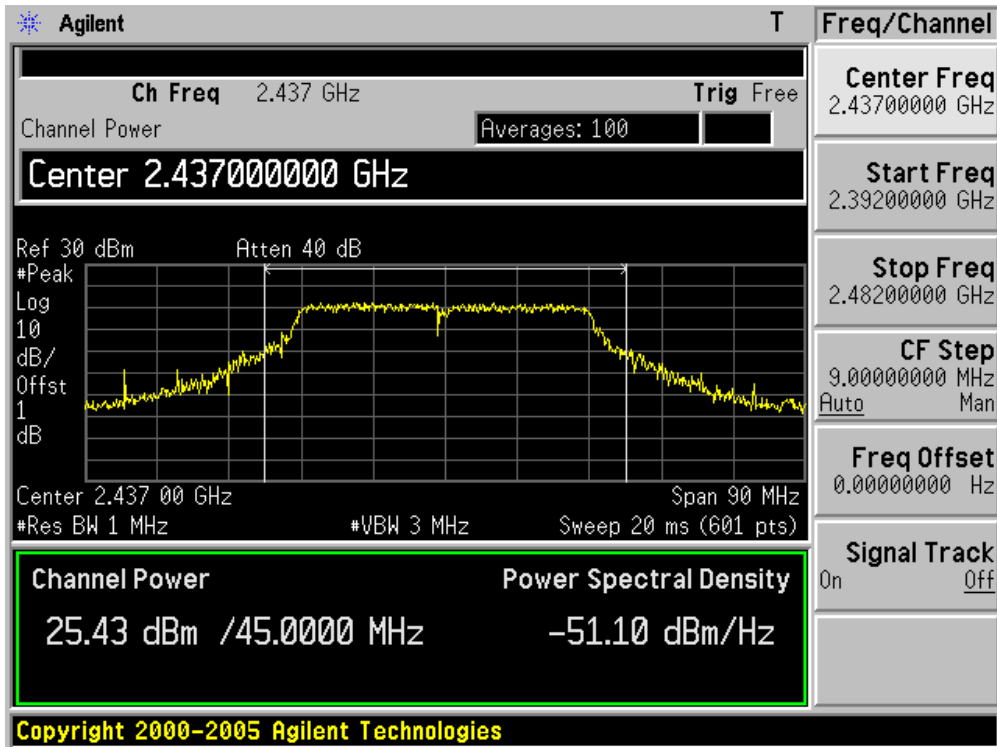 Agilent T
Ch Freq 2.437 GHz Trig Free
Channel Power Averages: 100
Center 2.437000000 GHz
Ref 30 dBm Atten 40 dB
#Peak
Log
10
dB/
Offst
1
dB
Center 2.437 00 GHz Span 90 MHz
#Res BW 1 MHz #VBW 3 MHz Sweep 20 ms (601 pts)
Channel Power Power Spectral Density
25.43 dBm /45.0000 MHz -51.10 dBm/Hz
Copyright 2000-2005 Agilent Technologies
Freq/Channel
Center Freq
2.43700000 GHz
Start Freq
2.39200000 GHz
Stop Freq
2.48200000 GHz
CF Step
9.00000000 MHz
Auto Man
Freq Offset
0.00000000 Hz
Signal Track
On Off